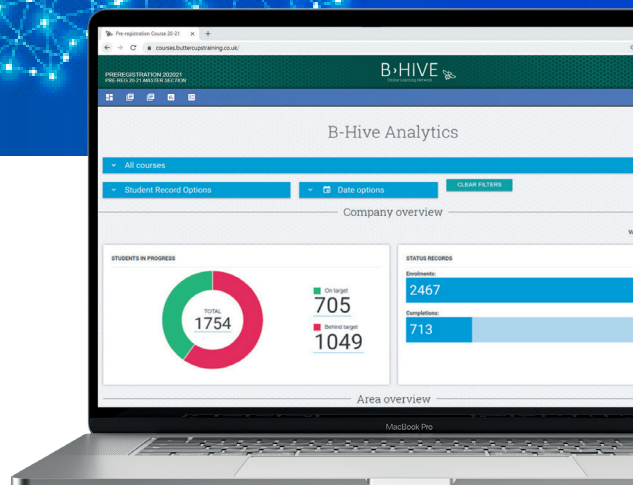 Pre-registration Course 20-21 × +
courses.buttercupstraining.co.uk/
PREREGISTRATION 202021
PRE-REG 20-21 MASTER SECTION
B HIVE
Online Learning Network
B-Hive Analytics
All courses
Student Record Options
Date options
CLEAR FILTERS
Company overview
STUDENTS IN PROGRESS
TOTAL
1754
On target
705
Behind target
1049
STATUS RECORDS
Enrolments:
2467
Completions:
713
Area overview
MacBook Pro